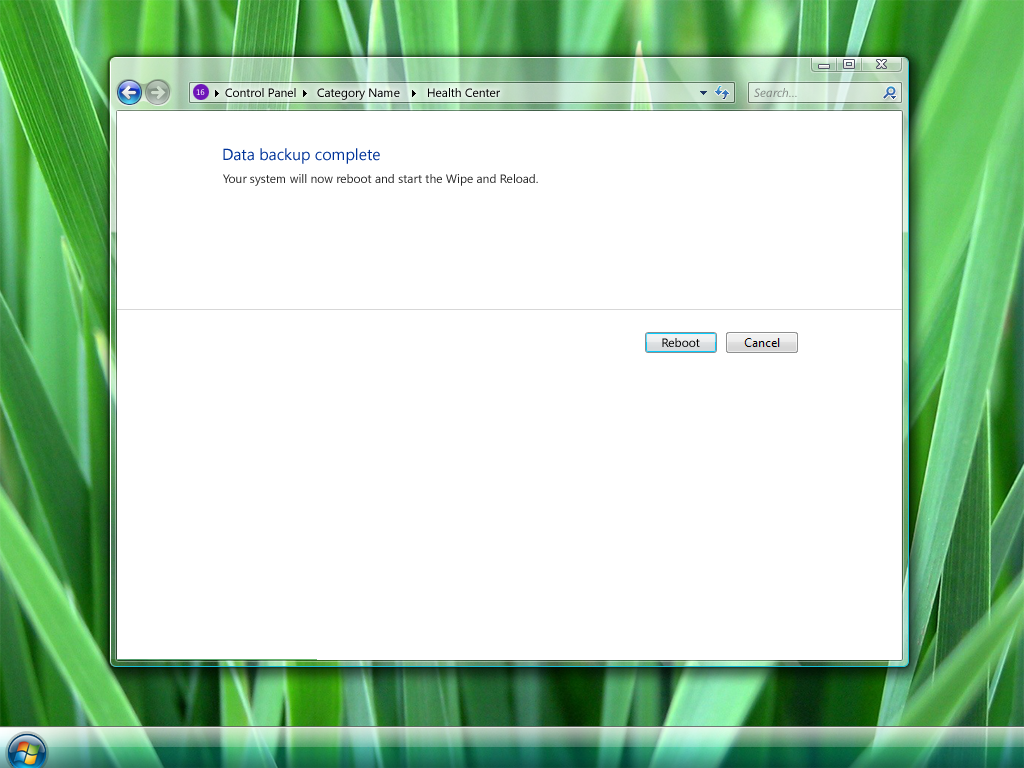 16 Control Panel Category Name Health Center Search...
Data backup complete
Your system will now reboot and start the Wipe and Reload.
Reboot Cancel